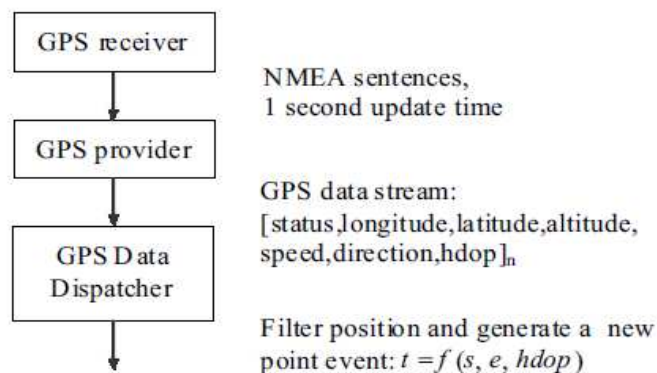 GPS receiver
NMEA sentences,
1 second update time
GPS provider
GPS data stream:
[status,longitude,latitude,altitude,
speed,direction,hdop]n
GPS Data
Dispatcher
Filter position and generate a new
point event: t = f (s, e, hdop)